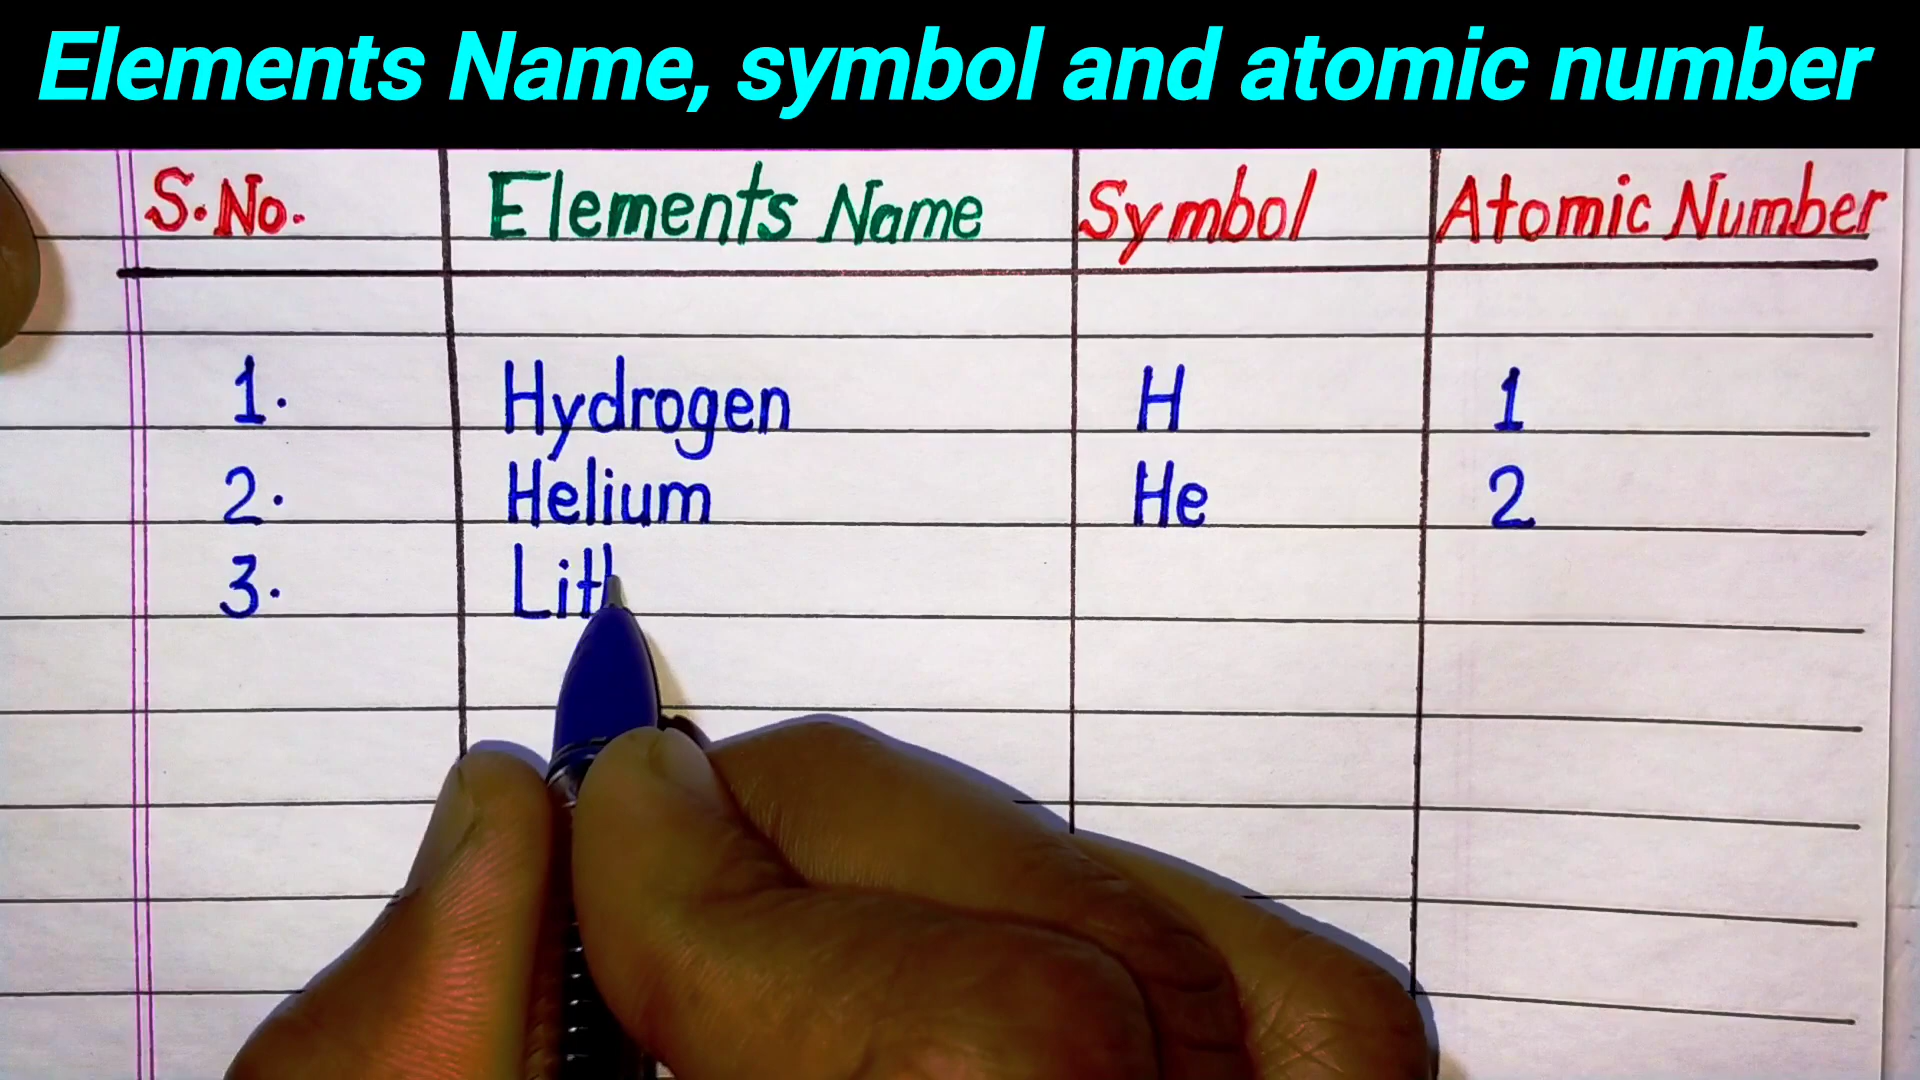 Elements Name, symbol and atomic number
S.No. Elements Name Symbol Atomic Number
1. Hydrogen H 1
2. Helium He 2
3. Lith